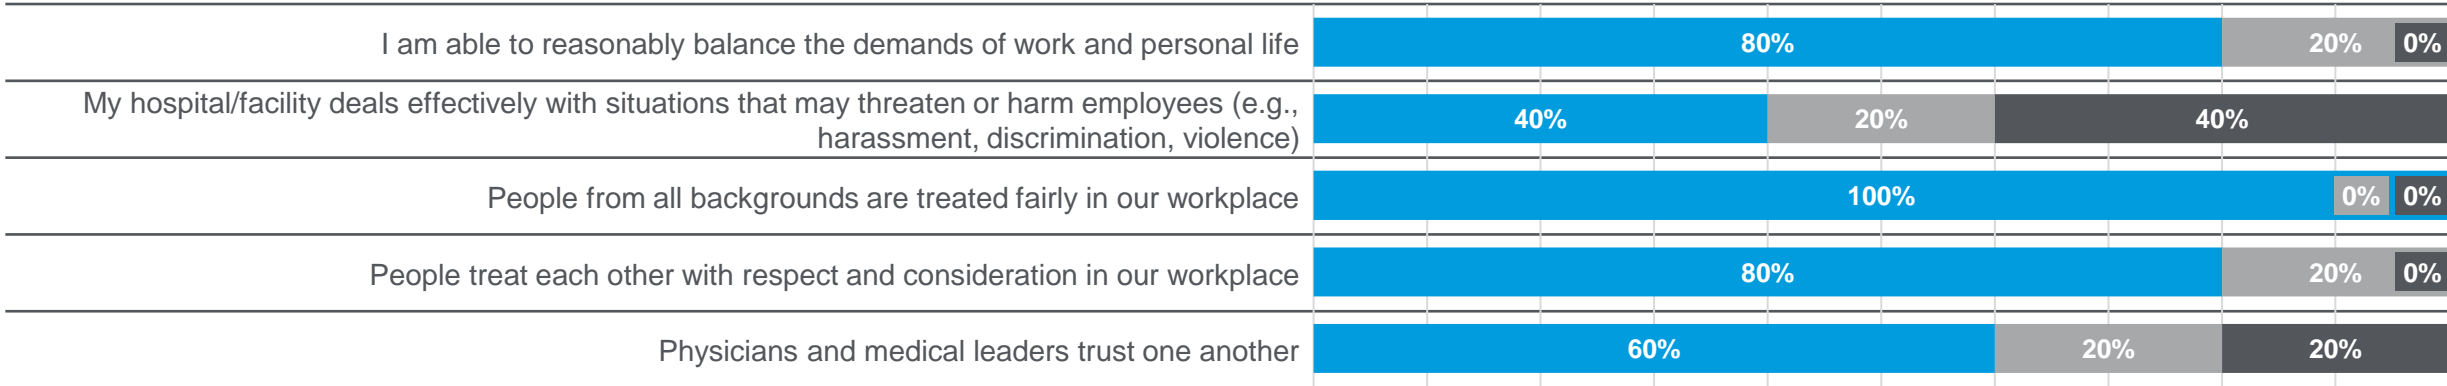 I am able to reasonably balance the demands of work and personal life
80%
20%
0%
My hospital/facility deals effectively with situations that may threaten or harm employees (e.g.,
harassment, discrimination, violence)
40%
20%
40%
People from all backgrounds are treated fairly in our workplace
100%
0%
0%
People treat each other with respect and consideration in our workplace
80%
20%
0%
Physicians and medical leaders trust one another
60%
20%
20%